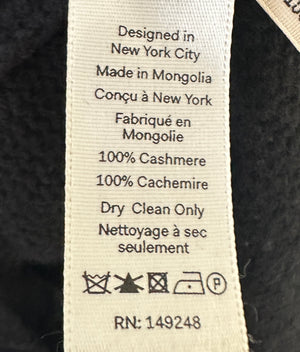 Designed in
New York City
Made in Mongolia
Conçu à New York
Fabriqué en
Mongolie
100% Cashmere
100% Cachemire
Dry Clean Only
Nettoyage à sec
seulement
P
RN: 149248